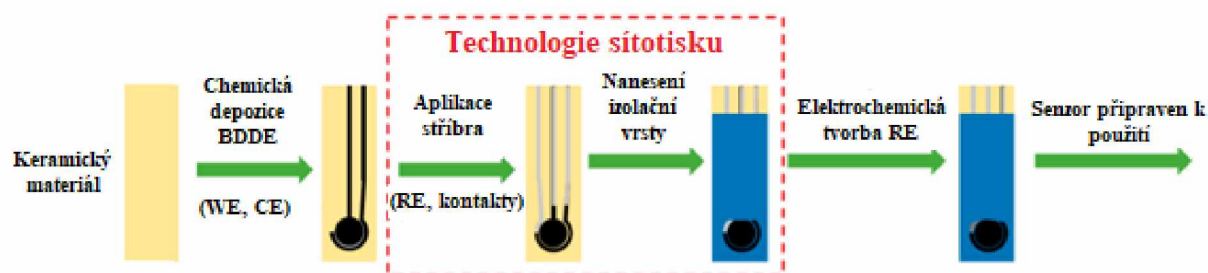 Technologie sítotisku
Keramický
materiál
Chemická
depozice
BDDE
(WE, CE)
Aplikace
stříbra
(RE, kontakty)
Nanesení
izolační
vrsty
Elektrochemická
tvorba RE
Senzor připraven k
použití